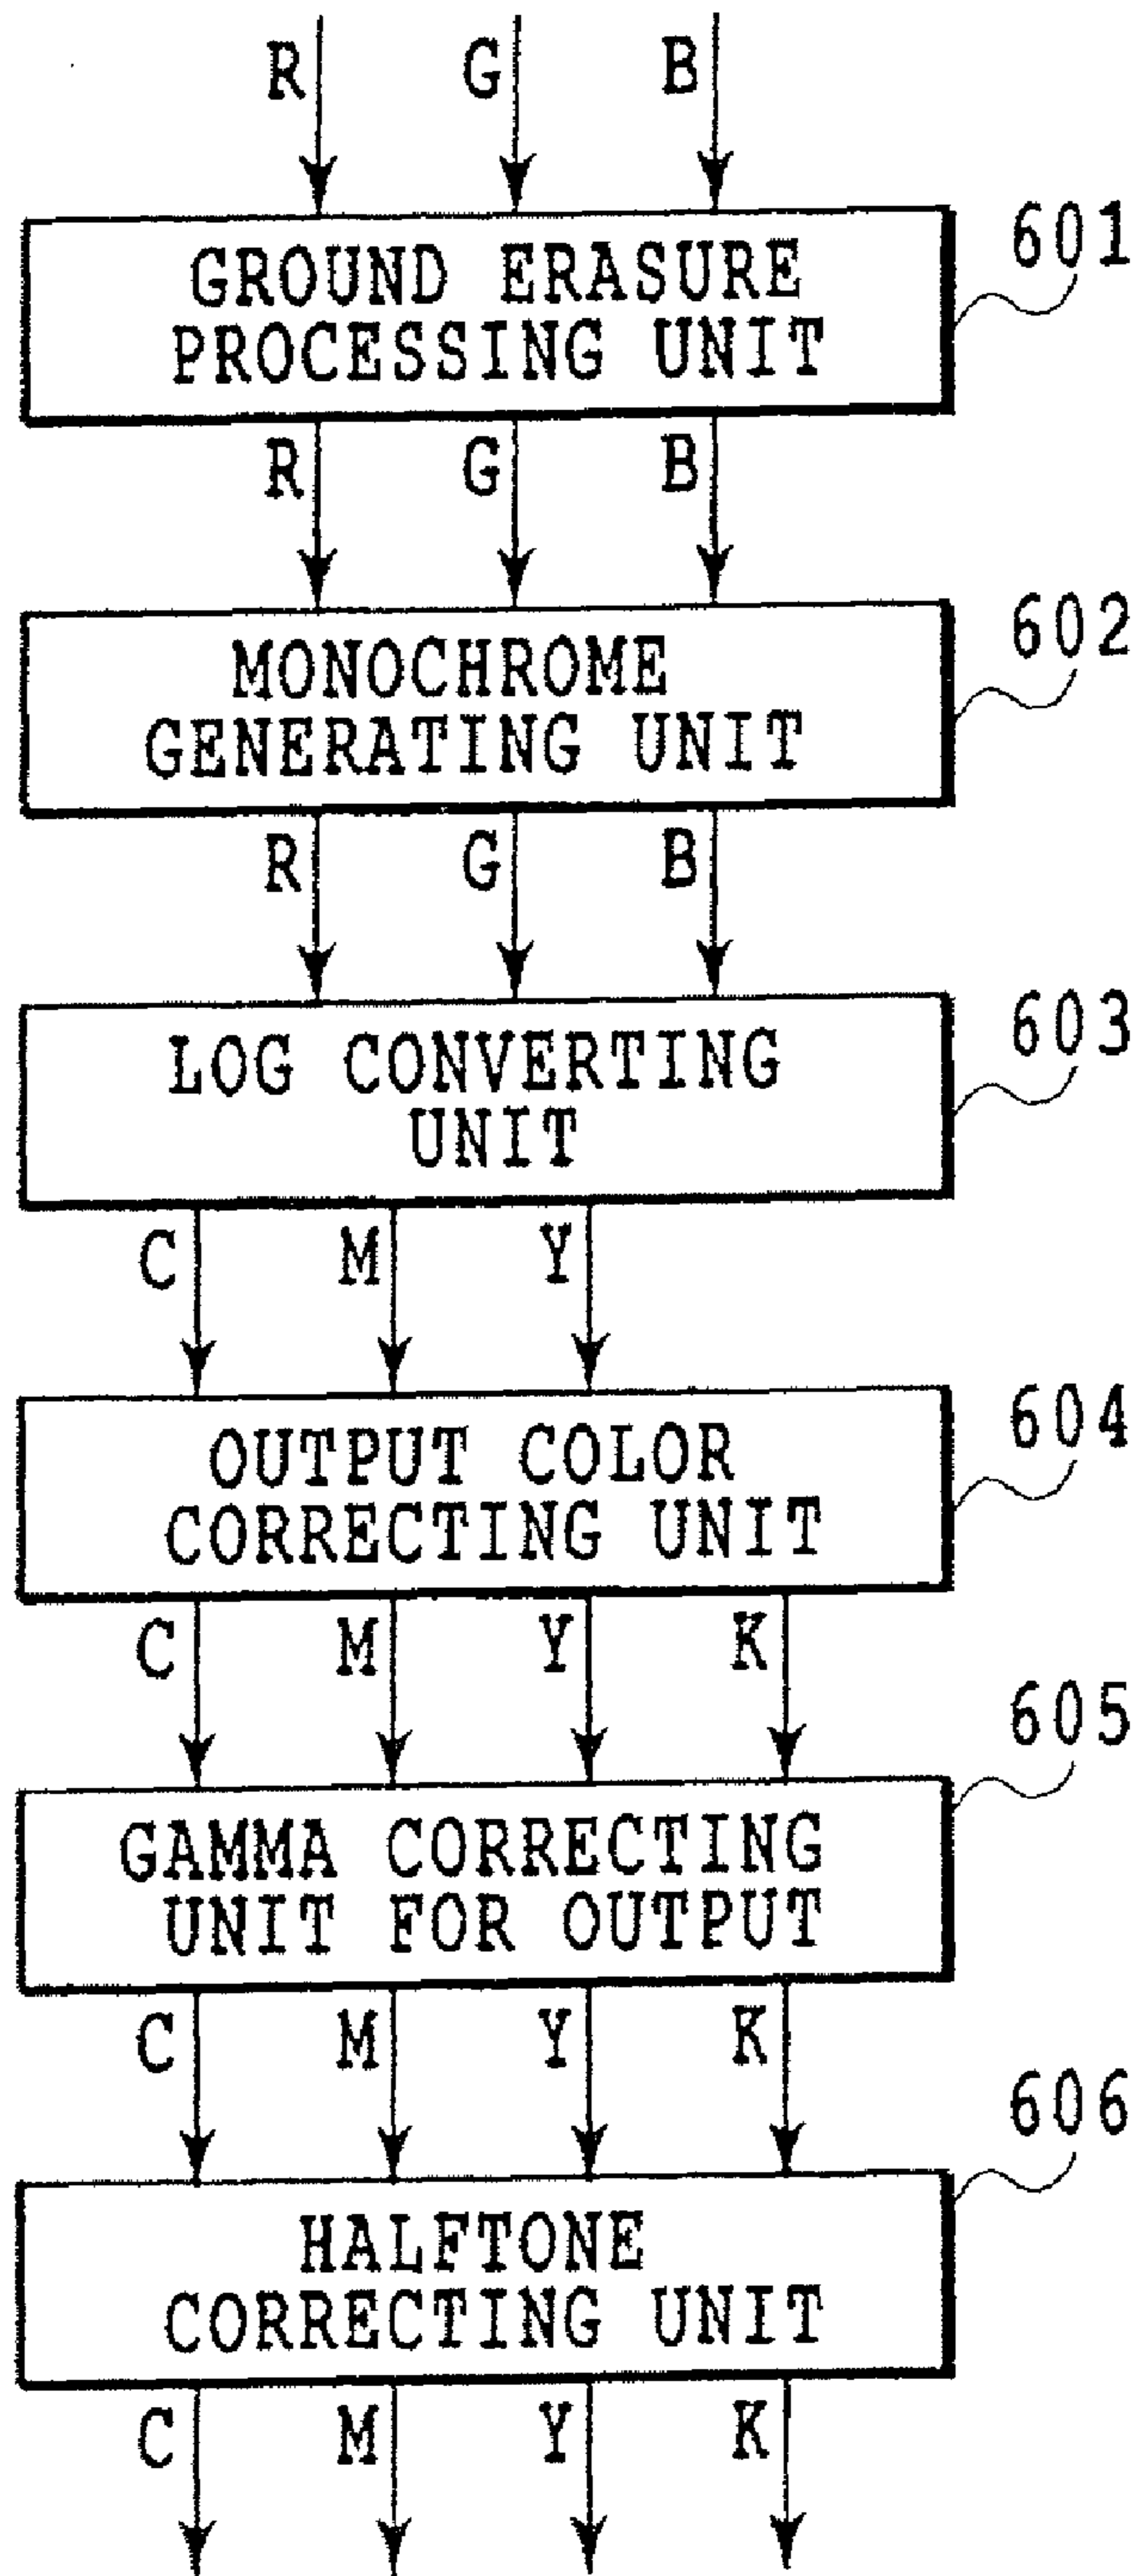 R G B
601
GROUND ERASURE
PROCESSING UNIT
R G B
602
MONOCHROME
GENERATING UNIT
R G B
603
LOG CONVERTING
UNIT
C M Y
604
OUTPUT COLOR
CORRECTING UNIT
C M Y K
605
GAMMA CORRECTING
UNIT FOR OUTPUT
C M Y K
606
HALFTONE
CORRECTING UNIT
C M Y K